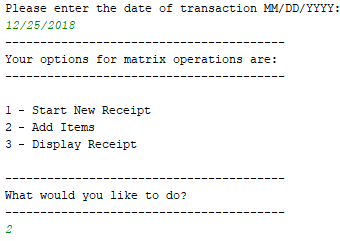 Please enter the date of transaction MM/DD/YYYY:
12/25/2018
----------------------------------------
Your options for matrix operations are:
----------------------------------------
1 - Start New Receipt
2 - Add Items
3 - Display Receipt
----------------------------------------
What would you like to do?
----------------------------------------
2